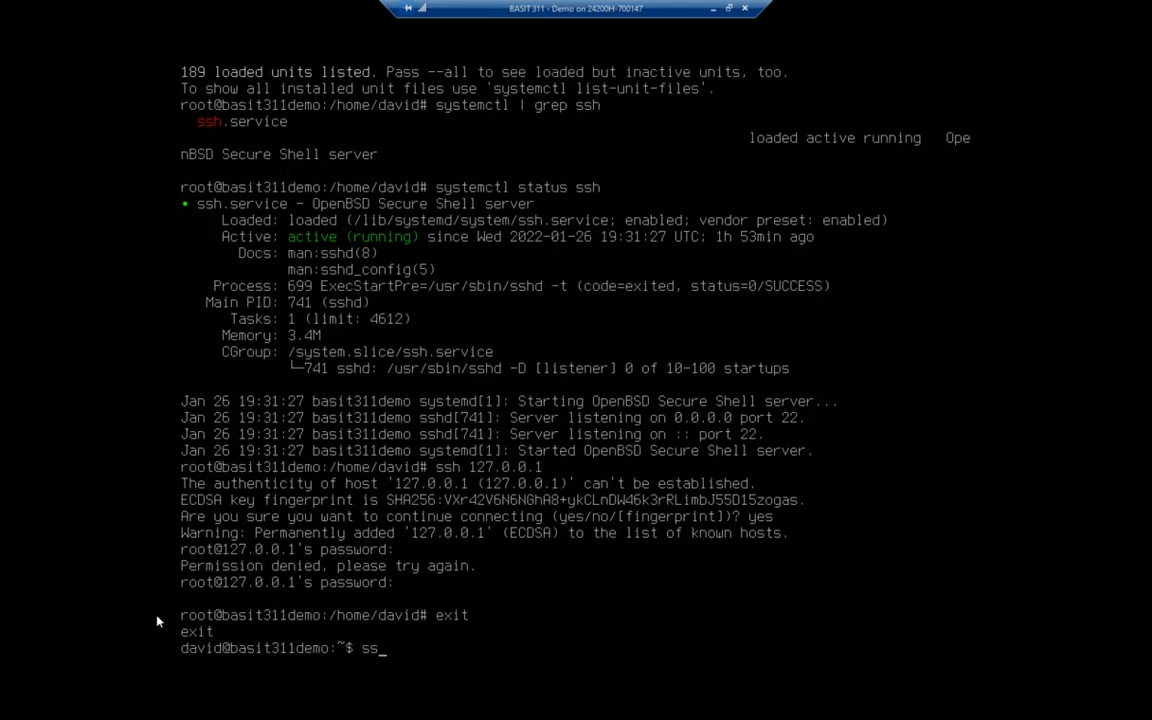 BASIT 311 - Demo on 24200H-700147
189 loaded units listed. Pass --all to see loaded but inactive units, too.
To show all installed unit files use 'systemctl list-unit-files'.
root@basit311demo:/home/david# systemctl | grep ssh
ssh.service
loaded active running Ope
nBSD Secure Shell server
root@basit311demo:/home/david# systemctl status ssh
● ssh.service - OpenBSD Secure Shell server
Loaded: loaded (/lib/systemd/system/ssh.service; enabled; vendor preset: enabled)
Active: active (running) since Wed 2022-01-26 19:31:27 UTC; 1h 53min ago
Docs: man:sshd(8)
man:sshd_config(5)
Process: 699 ExecStartPre=/usr/sbin/sshd -t (code=exited, status=0/SUCCESS)
Main PID: 741 (sshd)
Tasks: 1 (limit: 4612)
Memory: 3.4M
CGroup: /system.slice/ssh.service
└─741 sshd: /usr/sbin/sshd -D [listener] 0 of 10-100 startups
Jan 26 19:31:27 basit311demo systemd[1]: Starting OpenBSD Secure Shell server...
Jan 26 19:31:27 basit311demo sshd[741]: Server listening on 0.0.0.0 port 22.
Jan 26 19:31:27 basit311demo sshd[741]: Server listening on :: port 22.
Jan 26 19:31:27 basit311demo systemd[1]: Started OpenBSD Secure Shell server.
root@basit311demo:/home/david# ssh 127.0.0.1
The authenticity of host '127.0.0.1 (127.0.0.1)' can't be established.
ECDSA key fingerprint is SHA256:VXr42V6N6NGhA8+ykCLnDW46k3rRLimbJ55D15zogas.
Are you sure you want to continue connecting (yes/no/[fingerprint])? yes
Warning: Permanently added '127.0.0.1' (ECDSA) to the list of known hosts.
root@127.0.0.1's password:
Permission denied, please try again.
root@127.0.0.1's password:
root@basit311demo:/home/david# exit
exit
david@basit311demo:~$ ss_